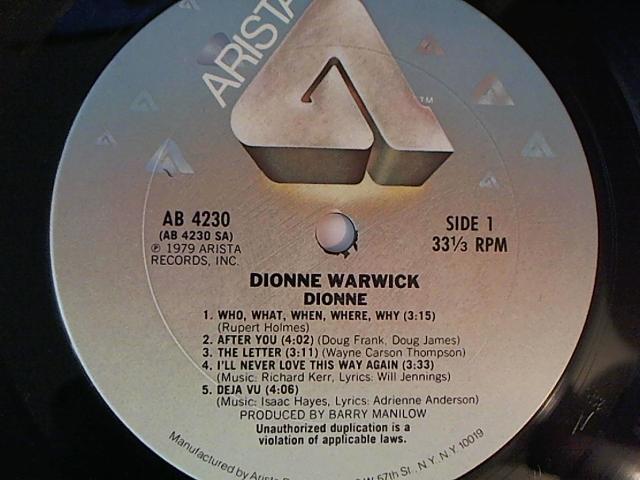 ARISTA
TM
AB 4230
(AB 4230 SA)
℗ 1979 ARISTA
RECORDS, INC.
SIDE 1
33⅓ RPM
DIONNE WARWICK
DIONNE
1. WHO, WHAT, WHEN, WHERE, WHY (3:15)
(Rupert Holmes)
2. AFTER YOU (4:02) (Doug Frank, Doug James)
3. THE LETTER (3:11) (Wayne Carson Thompson)
4. I'LL NEVER LOVE THIS WAY AGAIN (3:33)
(Music: Richard Kerr, Lyrics: Will Jennings)
5. DEJA VU (4:06)
(Music: Isaac Hayes, Lyrics: Adrienne Anderson)
PRODUCED BY BARRY MANILOW
Unauthorized duplication is a
violation of applicable laws.
Manufactured by Arista 57th St., N.Y., N.Y. 10019